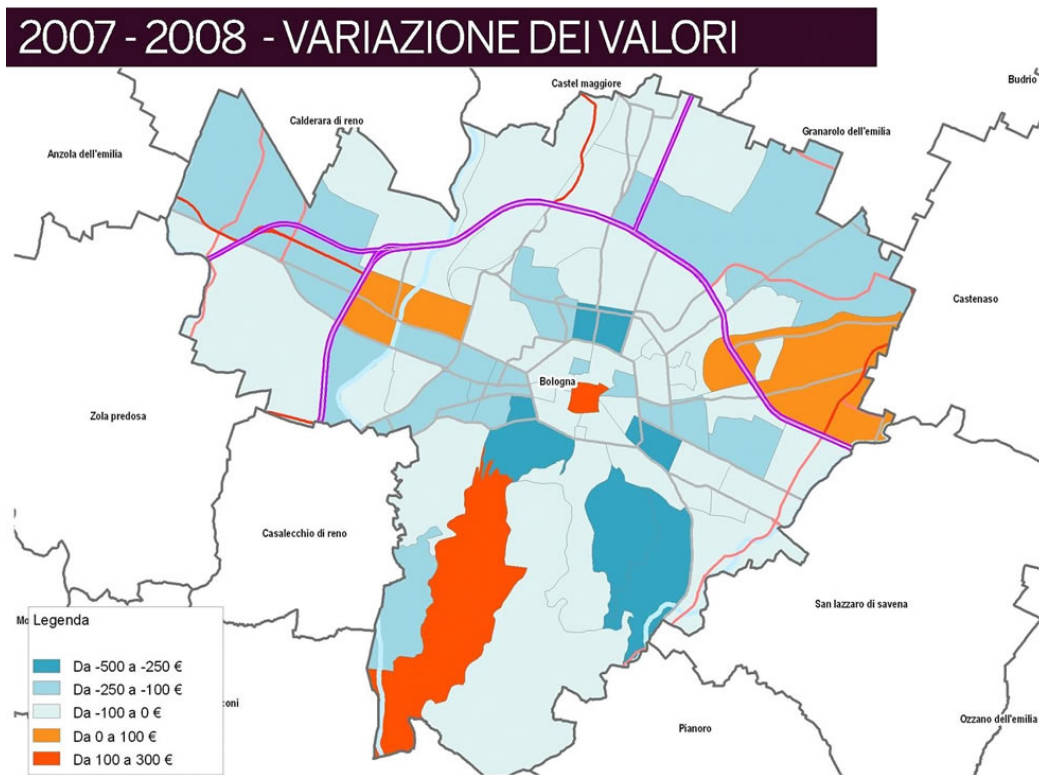 2007 - 2008 - VARIAZIONE DEI VALORI
Budrio
Castel maggiore
Calderara di reno
Granarolo dell'emilia
Anzola dell'emilia
Castenaso
Bologna
Zola predosa
Casalecchio di reno
San lazzaro di savena
Legenda
Da -500 a -250 €
Da -250 a -100 €
Da -100 a 0 €
Da 0 a 100 €
Da 100 a 300 €
Pianoro
Ozzano dell'emilia